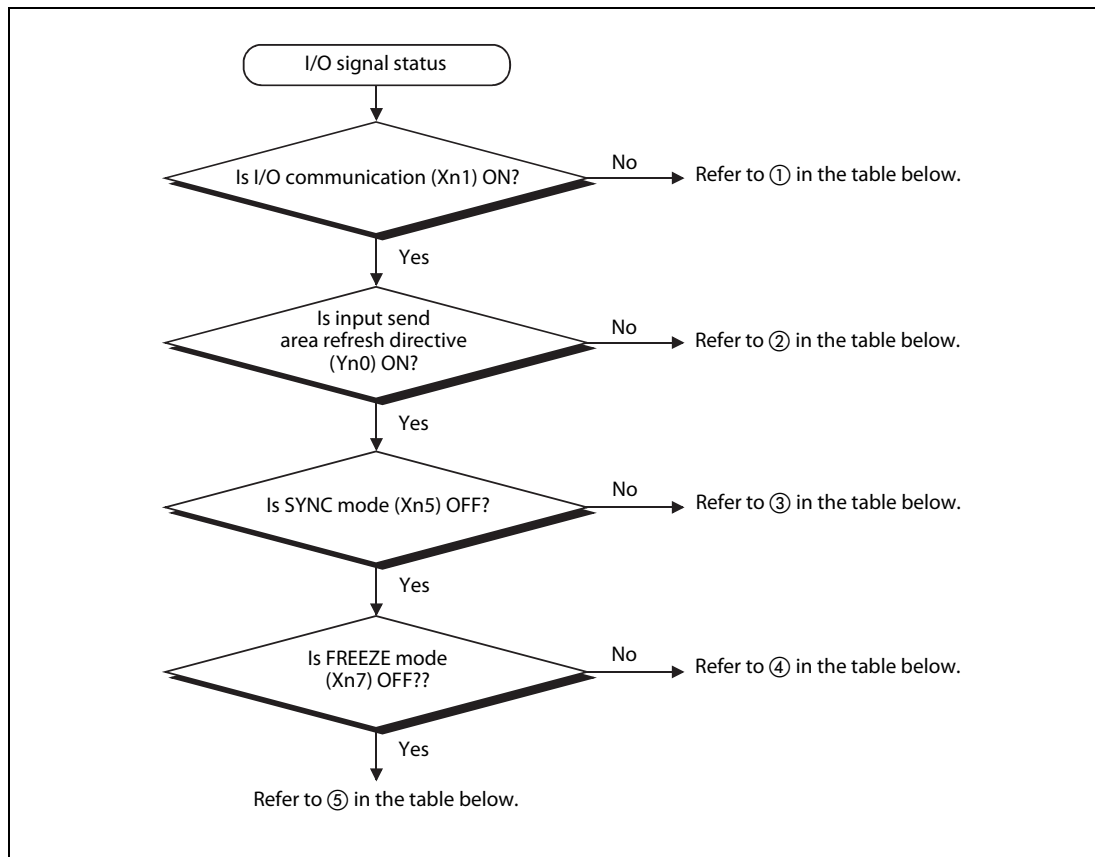 I/O signal status
Is I/O communication (Xn1) ON?
No
Refer to ① in the table below.
Yes
Is input send
area refresh directive
(Yn0) ON?
No
Refer to ② in the table below.
Yes
Is SYNC mode (Xn5) OFF?
No
Refer to ③ in the table below.
Yes
Is FREEZE mode
(Xn7) OFF??
No
Refer to ④ in the table below.
Yes
Refer to ⑤ in the table below.